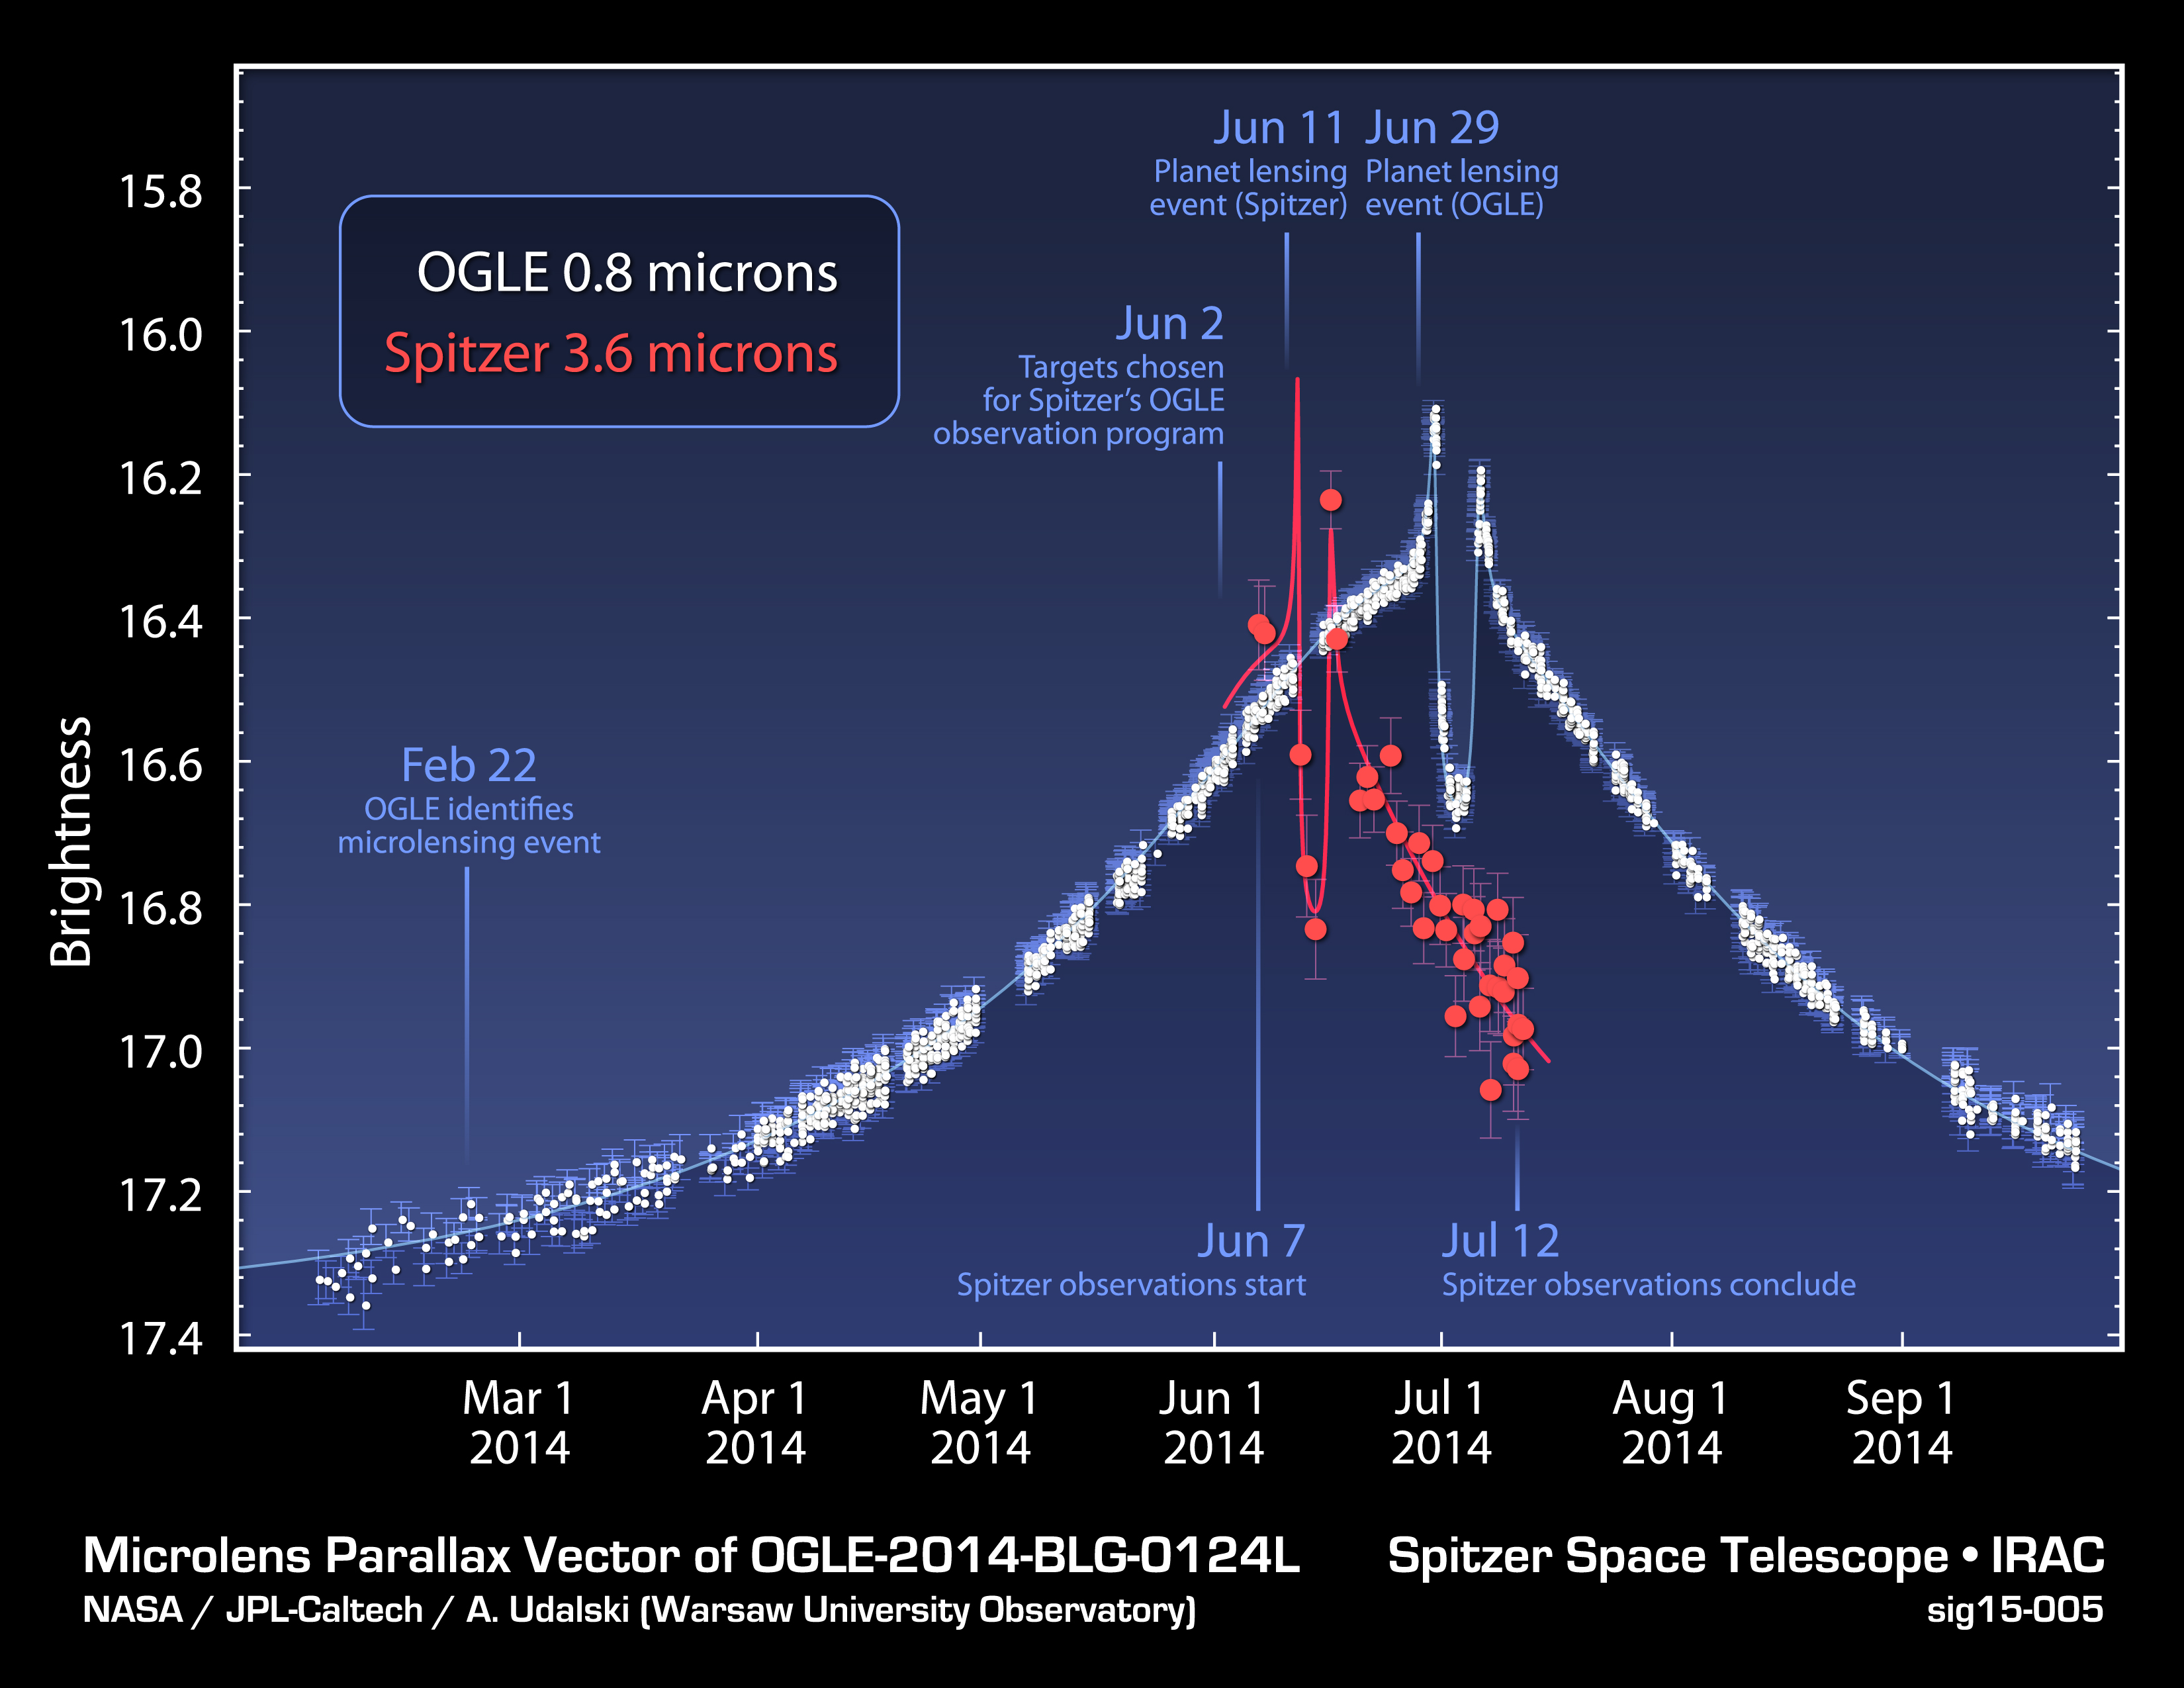 Jun 11
Planet lensing
event (Spitzer)
Jun 29
Planet lensing
event (OGLE)
OGLE 0.8 microns
Spitzer 3.6 microns
Jun 2
Targets chosen
for Spitzer’s OGLE
observation program
Feb 22
OGLE identifies
microlensing event
Jun 7
Spitzer observations start
Jul 12
Spitzer observations conclude
Brightness
15.8
16.0
16.2
16.4
16.6
16.8
17.0
17.2
17.4
Mar 1
2014
Apr 1
2014
May 1
2014
Jun 1
2014
Jul 1
2014
Aug 1
2014
Sep 1
2014
Microlens Parallax Vector of OGLE-2014-BLG-0124L
NASA / JPL-Caltech / A. Udalski (Warsaw University Observatory)
Spitzer Space Telescope • IRAC
sig15-005